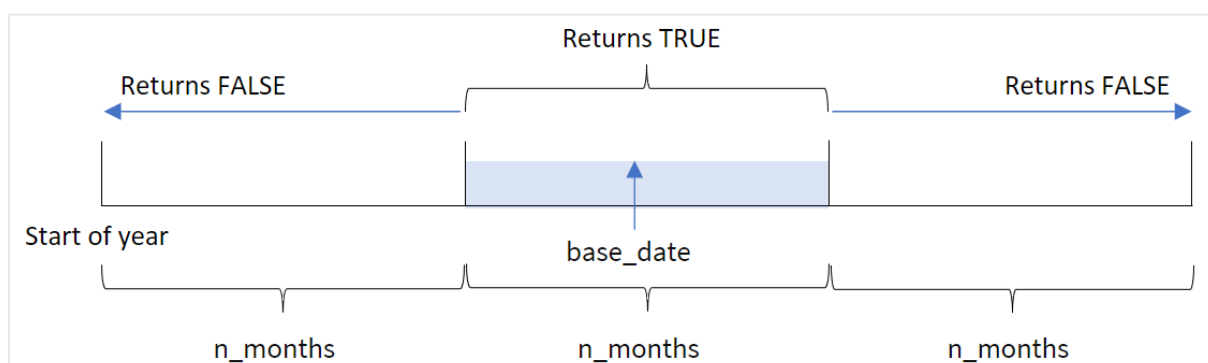 Returns TRUE
Returns FALSE
Returns FALSE
Start of year
base_date
n_months
n_months
n_months